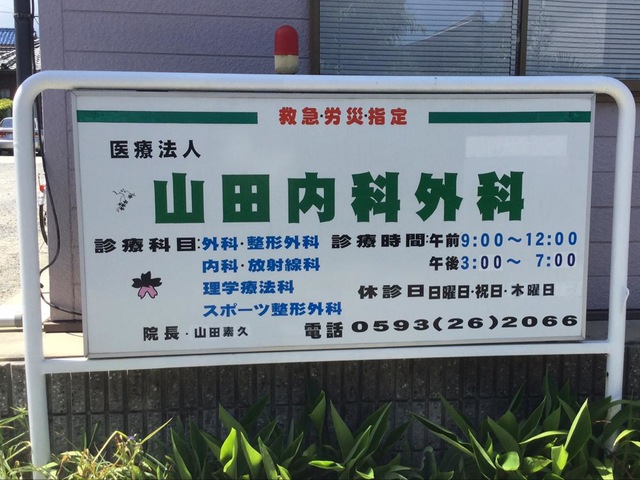 救急・労災・指定
医療法人
山田内科外科
診療科目:外科・整形外科
内科・放射線科
理学療法科
スポーツ整形外科
診療時間:午前9:00～12:00
午後3:00～ 7:00
休診日 日曜日・祝日・木曜日
院長・山田素久
電話 0593(26)2066